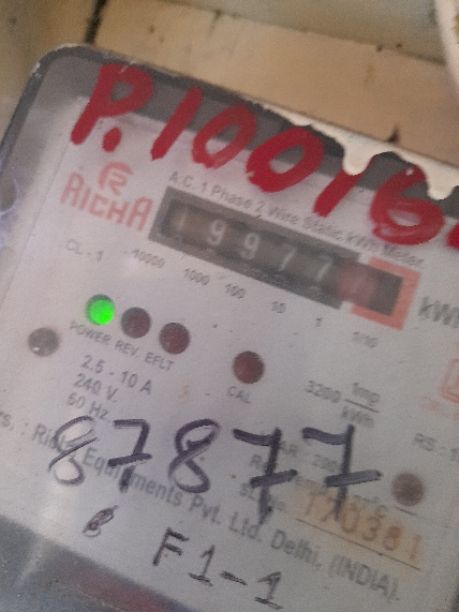 P.10016
A.C. 1 Phase 2 Wire Static kWh Meter
RICHA
19977
kWh
CL - 1
10000 1000 100 10 1 1/10
POWER REV. EFLT
CAL
2.5 - 10 A
240 V.
50 Hz.
3200 imp/kWh
87877
170381
Equipments Pvt. Ltd. Delhi, (INDIA).
F1-1